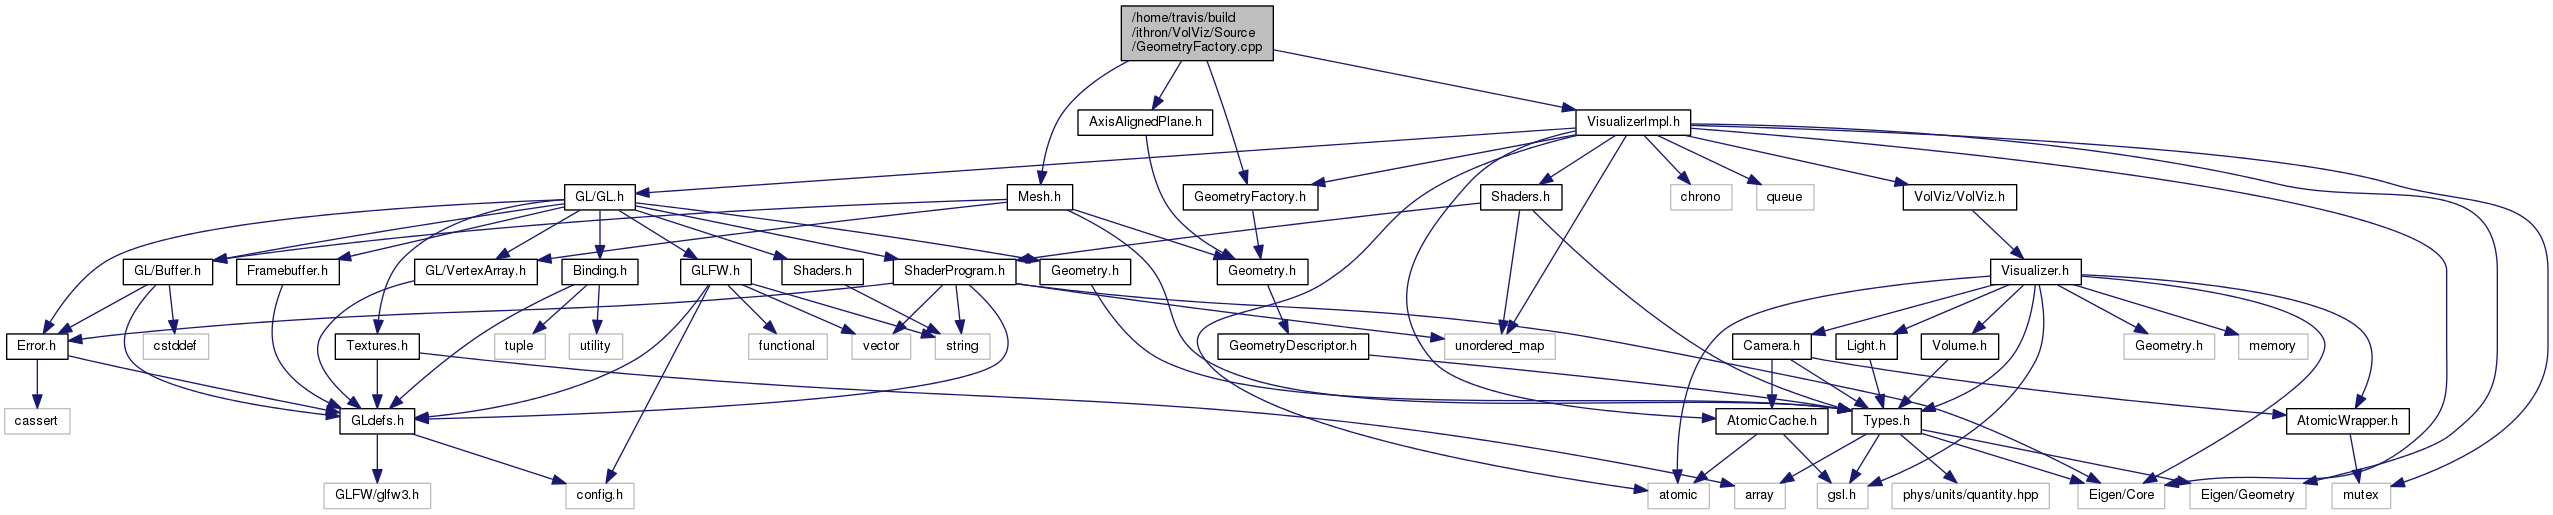 /home/travis/build
/ithron/VolViz/Source
/GeometryFactory.cpp
AxisAlignedPlane.h
VisualizerImpl.h
GL/GL.h
Mesh.h
GeometryFactory.h
Shaders.h
chrono
queue
VolViz/VolViz.h
GL/Buffer.h
Framebuffer.h
GL/VertexArray.h
Binding.h
GLFW.h
Shaders.h
ShaderProgram.h
Geometry.h
Geometry.h
Visualizer.h
Error.h
cstddef
Textures.h
tuple
utility
functional
vector
string
GeometryDescriptor.h
unordered_map
Camera.h
Light.h
Volume.h
Geometry.h
memory
cassert
GLdefs.h
AtomicCache.h
Types.h
AtomicWrapper.h
GLFW/glfw3.h
config.h
atomic
array
gsl.h
phys/units/quantity.hpp
Eigen/Core
Eigen/Geometry
mutex